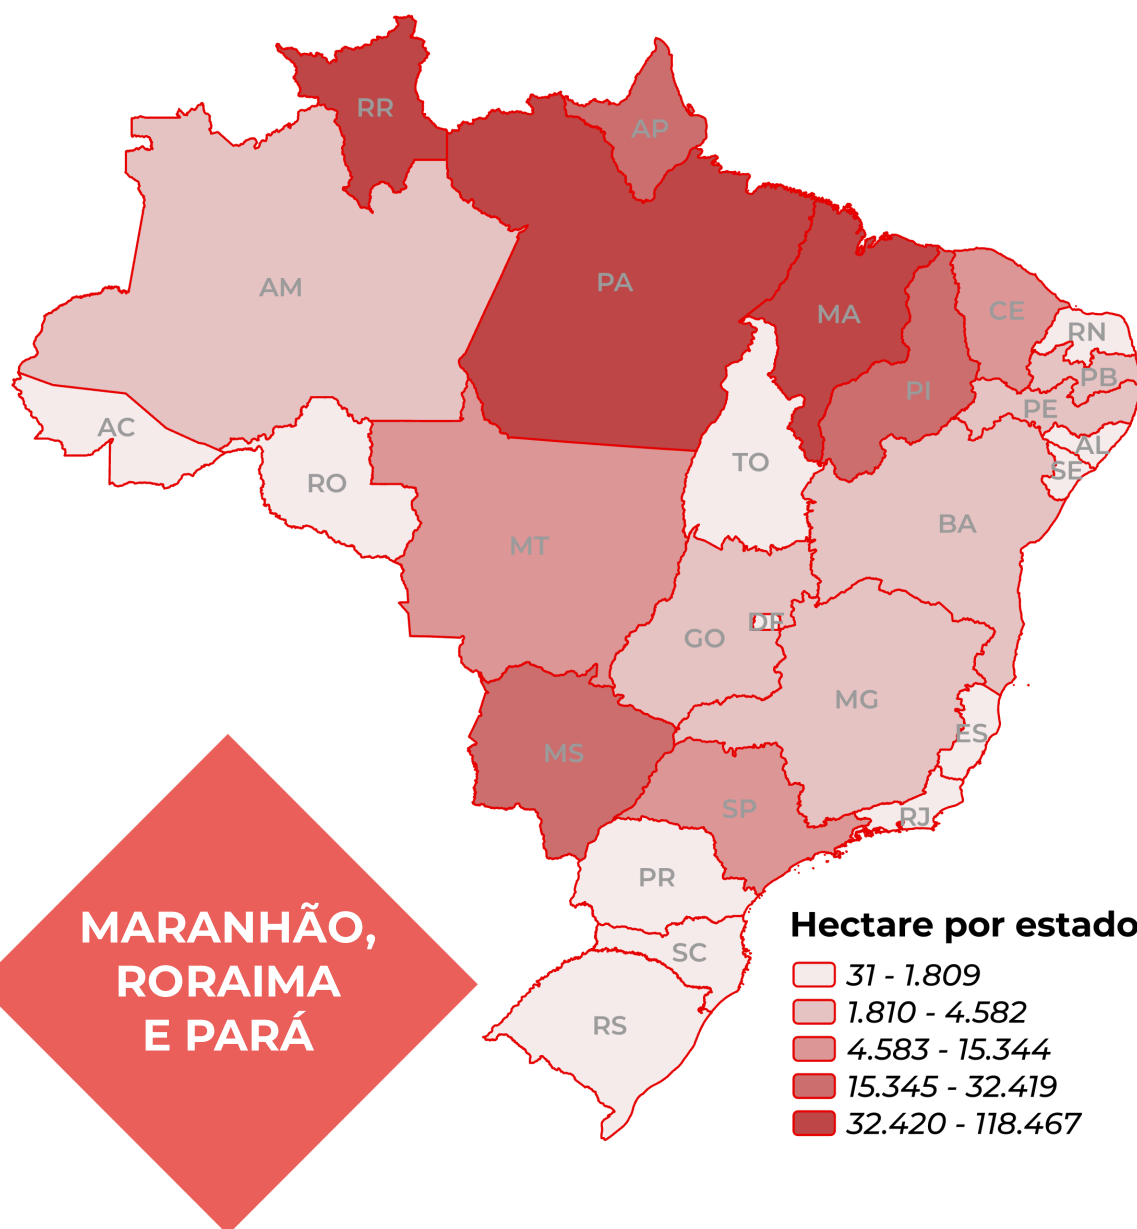 RR
AP
AM
PA
MA
CE
RN
PI
PB
PE
AC
AL
TO
SE
RO
BA
MT
DF
GO
MG
ES
MS
SP
RJ
PR
SC
RS
MARANHÃO,
RORAIMA
E PARÁ
Hectare por estado
31 - 1.809
1.810 - 4.582
4.583 - 15.344
15.345 - 32.419
32.420 - 118.467